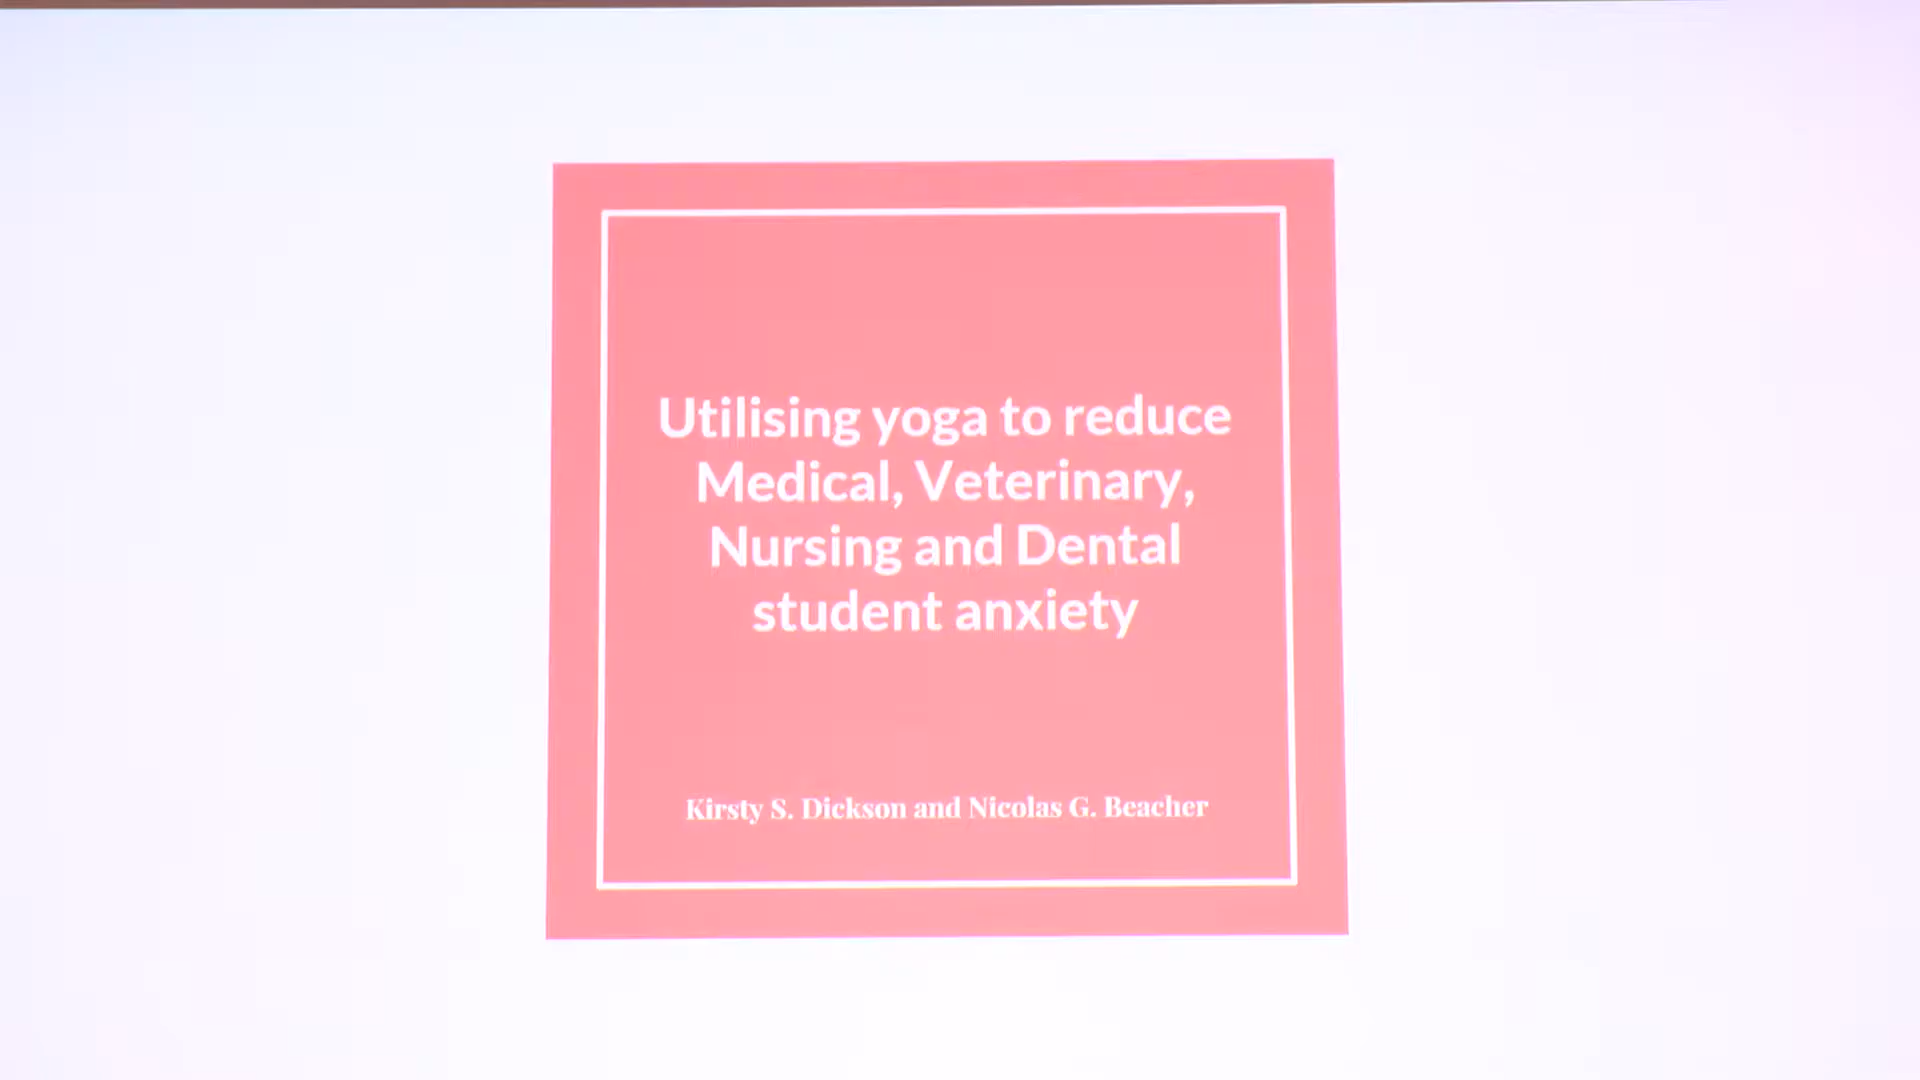 Utilising yoga to reduce
Medical, Veterinary,
Nursing and Dental
student anxiety
Kirsty S. Dickson and Nicolas G. Beacher